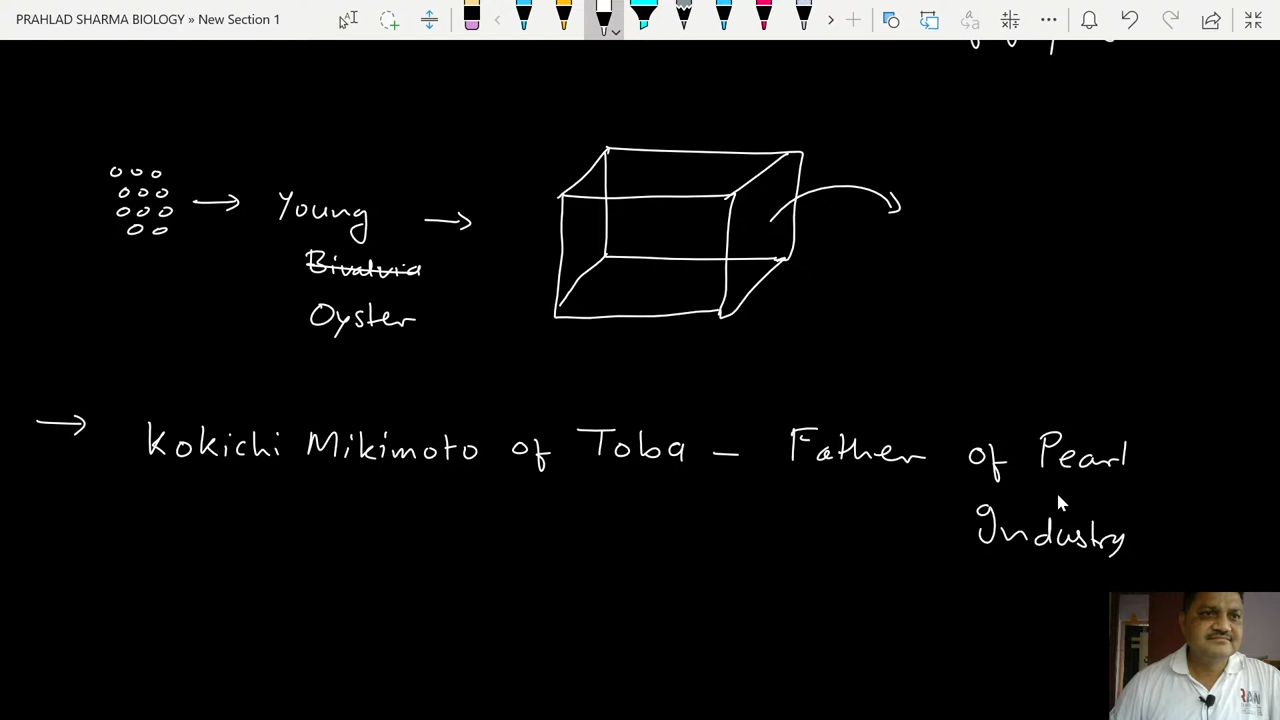 PRAHLAD SHARMA BIOLOGY » New Section 1
Young
Bivalvia
Oyster
Kokichi Mikimoto of Toba – Father of Pearl
Industry